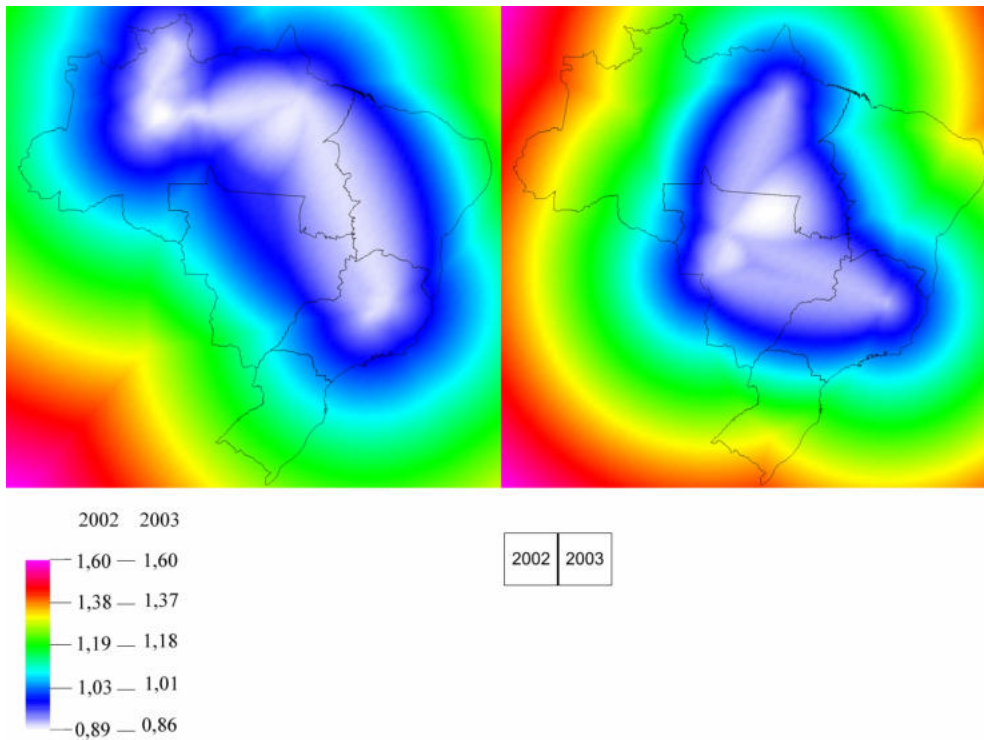 2002 2003
1,60 — 1,60
1,38 — 1,37
1,19 — 1,18
1,03 — 1,01
0,89 — 0,86
2002 2003